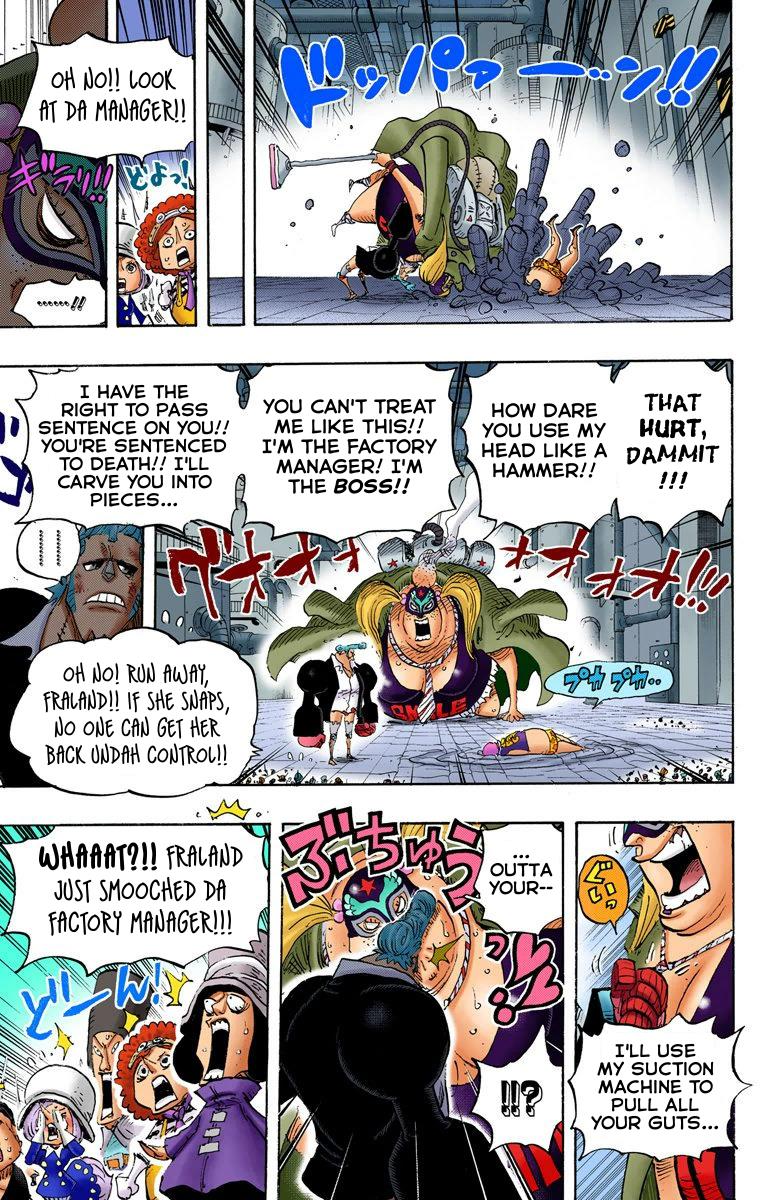 ドッパァーーン!!
OH NO!! LOOK
AT DA MANAGER!!
どよっ!
ギラリ!!
........!!
THAT
HURT,
DAMMIT
!!!
HOW DARE
YOU USE MY
HEAD LIKE A
HAMMER!!
YOU CAN'T TREAT
ME LIKE THIS!!
I'M THE FACTORY
MANAGER! I'M
THE BOSS!!
I HAVE THE
RIGHT TO PASS
SENTENCE ON YOU!!
YOU'RE SENTENCED
TO DEATH!! I'LL
CARVE YOU INTO
PIECES...
ゲオオオオ
オオオオオ!!!
プカプカ..
SMILE
OH NO! RUN AWAY,
FRALAND!! IF SHE SNAPS,
NO ONE CAN GET HER
BACK UNDAH CONTROL!!
ぐいっ
I'LL USE
MY SUCTION
MACHINE TO
PULL ALL
YOUR GUTS...
...
OUTTA
YOUR--
ぶちゅうっ
!!?
WHAAAT?!!! FRALAND
JUST SMOOCHED DA
FACTORY MANAGER!!!
どーん!